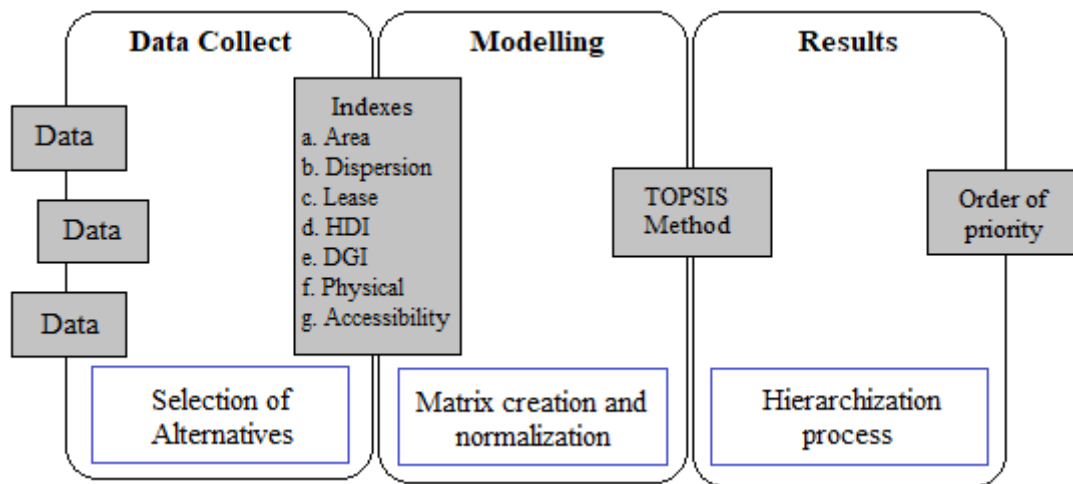 Data Collect
Data
Data
Data
Indexes
a. Area
b. Dispersion
c. Lease
d. HDI
e. DGI
f. Physical
g. Accessibility
Selection of
Alternatives
Modelling
TOPSIS
Method
Matrix creation and
normalization
Results
Order of
priority
Hierarchization
process